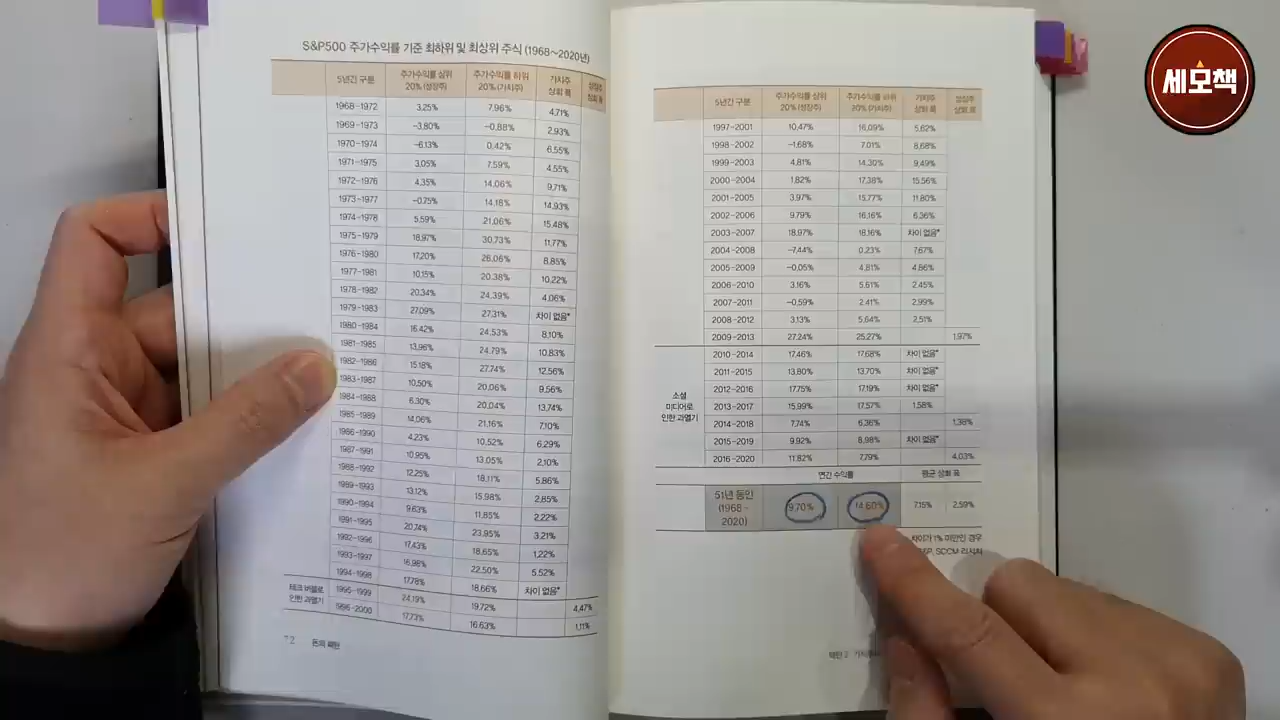 세모책
S&P500 주가수익률 기준 최하위 및 최상위 주식 (1968~2020년)
5년간 구분 주가수익률 상위 20% (성장주) 주가수익률 하위 20% (가치주) 가치주 상회 폭 성장주 상회 폭
1968-1972 3.25% 7.96% 4.71%
1969-1973 -3.80% -0.88% 2.93%
1970-1974 -6.13% 0.42% 6.55%
1971-1975 3.05% 7.59% 4.55%
1972-1976 4.35% 14.06% 9.71%
1973-1977 -0.75% 14.18% 14.93%
1974-1978 5.59% 21.06% 15.48%
1975-1979 18.97% 30.73% 11.77%
1976-1980 17.20% 26.06% 8.85%
1977-1981 10.15% 20.38% 10.22%
1978-1982 20.34% 24.39% 4.06%
1979-1983 27.09% 27.31% 차이 없음*
1980-1984 16.42% 24.53% 8.10%
1981-1985 13.96% 24.79% 10.83%
1982-1986 15.18% 27.74% 12.56%
1983-1987 10.50% 20.06% 9.56%
1984-1988 6.30% 20.04% 13.74%
1985-1989 14.06% 21.16% 7.10%
1986-1990 4.23% 10.52% 6.29%
1987-1991 10.95% 13.05% 2.10%
1988-1992 12.25% 18.11% 5.86%
1989-1993 13.12% 15.98% 2.85%
1990-1994 9.63% 11.85% 2.22%
1991-1995 20.74% 23.95% 3.21%
1992-1996 17.43% 18.65% 1.22%
1993-1997 16.98% 22.50% 5.52%
1994-1998 17.78% 18.66% 차이 없음*
테크 버블로 인한 과열기 1995-1999 24.19% 19.72% 4.47%
1996-2000 17.73% 16.63% 1.11%
72 돈의 패턴
5년간 구분 주가수익률 상위 20% (성장주) 주가수익률 하위 20% (가치주) 가치주 상회 폭 성장주 상회 폭
1997-2001 10.47% 16.09% 5.62%
1998-2002 -1.68% 7.01% 8.68%
1999-2003 4.81% 14.30% 9.49%
2000-2004 1.82% 17.38% 15.56%
2001-2005 3.97% 15.77% 11.80%
2002-2006 9.79% 16.16% 6.36%
2003-2007 18.97% 18.16% 차이 없음*
2004-2008 -7.44% 0.23% 7.67%
2005-2009 -0.05% 4.81% 4.86%
2006-2010 3.16% 5.61% 2.45%
2007-2011 -0.59% 2.41% 2.99%
2008-2012 3.13% 5.64% 2.51%
2009-2013 27.24% 25.27% 1.97%
소셜 미디어로 인한 과열기
2010-2014 17.46% 17.68% 차이 없음*
2011-2015 13.80% 13.70% 차이 없음*
2012-2016 17.75% 17.19% 차이 없음*
2013-2017 15.99% 17.57% 1.58%
2014-2018 7.74% 6.36% 1.38%
2015-2019 9.92% 8.98% 차이 없음*
2016-2020 11.82% 7.79% 4.03%
연간 수익률 평균 상회 폭
51년 동안 (1968-2020) 9.70% 14.60% 7.15% 2.59%
차이가 1% 미만인 경우
패턴 2